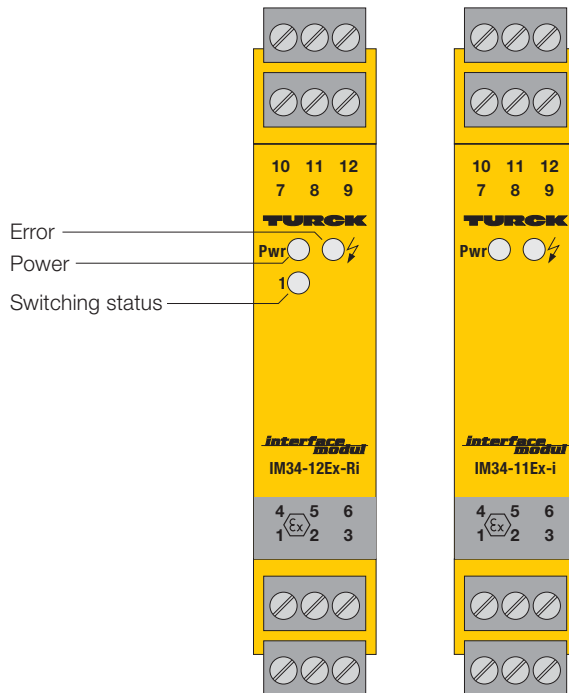 10 11 12
7 8 9
TURCK
Error
Power
Switching status
Pwr
1
interface
modul
IM34-12Ex-Ri
4 5 6
Ex
1 2 3
10 11 12
7 8 9
TURCK
Pwr
interface
modul
IM34-11Ex-i
4 5 6
Ex
1 2 3